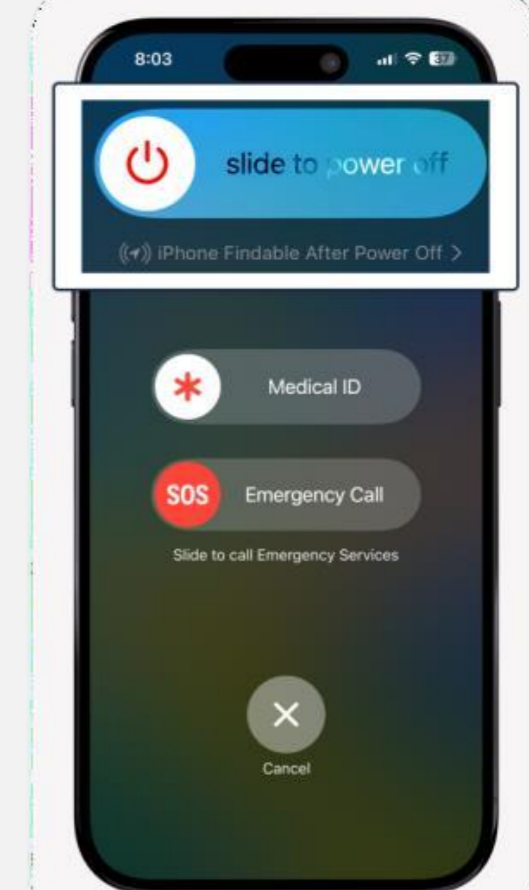 8:03
37
slide to power off
iPhone Findable After Power Off >
Medical ID
SOS
Emergency Call
Slide to call Emergency Services
Cancel